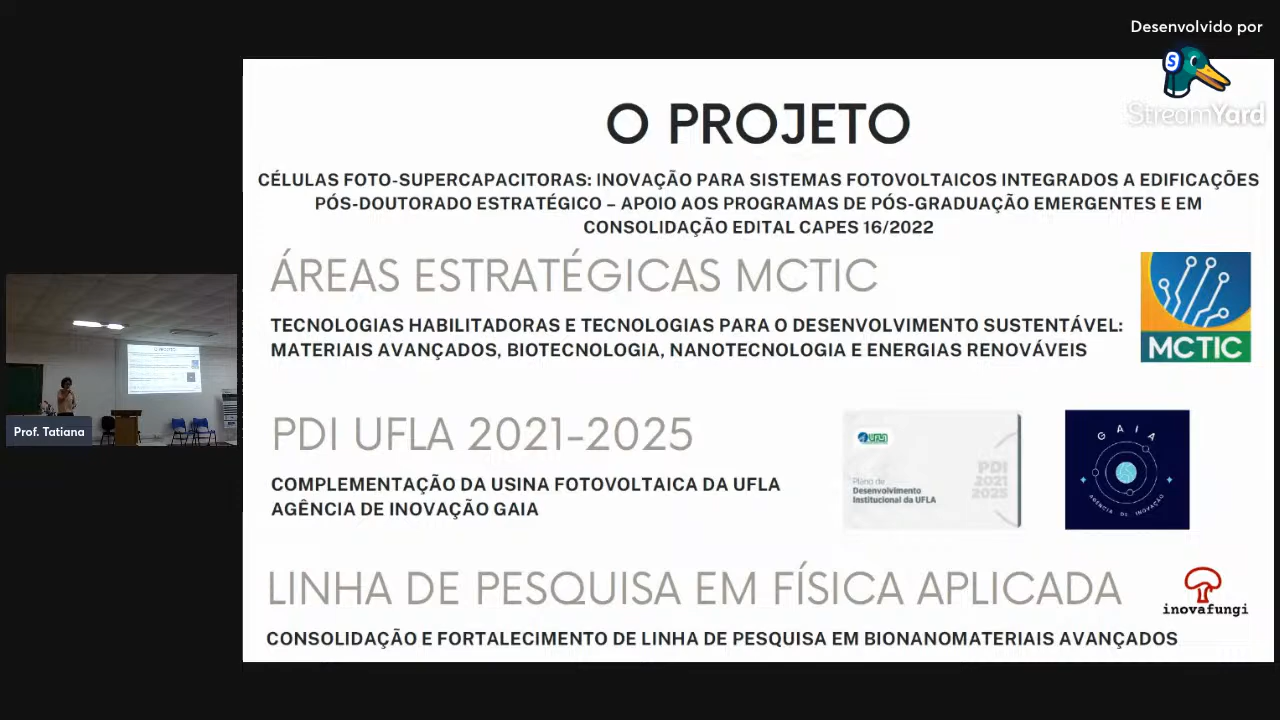 Desenvolvido por
StreamYard
O PROJETO
CÉLULAS FOTO-SUPERCAPACITORAS: INOVAÇÃO PARA SISTEMAS FOTOVOLTAICOS INTEGRADOS A EDIFICAÇÕES
PÓS-DOUTORADO ESTRATÉGICO – APOIO AOS PROGRAMAS DE PÓS-GRADUAÇÃO EMERGENTES E EM
CONSOLIDAÇÃO EDITAL CAPES 16/2022
ÁREAS ESTRATÉGICAS MCTIC
TECNOLOGIAS HABILITADORAS E TECNOLOGIAS PARA O DESENVOLVIMENTO SUSTENTÁVEL:
MATERIAIS AVANÇADOS, BIOTECNOLOGIA, NANOTECNOLOGIA E ENERGIAS RENOVÁVEIS
MCTIC
Prof. Tatiana
PDI UFLA 2021-2025
COMPLEMENTAÇÃO DA USINA FOTOVOLTAICA DA UFLA
AGÊNCIA DE INOVAÇÃO GAIA
Plano de
Desenvolvimento
Institucional da UFLA
PDI
2021
2025
GAIA
AGÊNCIA DE INOVAÇÃO
LINHA DE PESQUISA EM FÍSICA APLICADA
inovafungi
CONSOLIDAÇÃO E FORTALECIMENTO DE LINHA DE PESQUISA EM BIONANOMATERIAIS AVANÇADOS